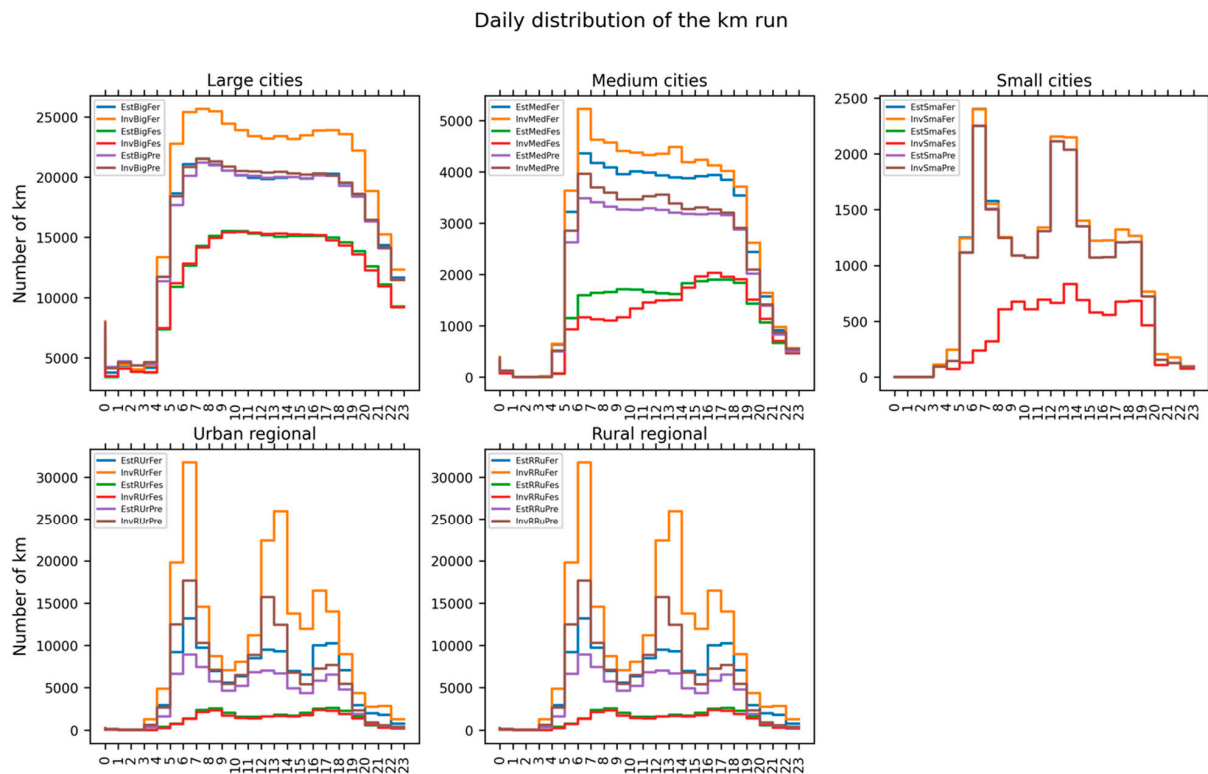 Daily distribution of the km run
Large cities
Number of km
25000
20000
15000
10000
5000
EstBigFer
InvBigFer
EstBigFes
InvBigFes
EstBigPre
InvBigPre
0 1 2 3 4 5 6 7 8 9 10 11 12 13 14 15 16 17 18 19 20 21 22 23
Medium cities
5000
4000
3000
2000
1000
0
EstMedFer
InvMedFer
EstMedFes
InvMedFes
EstMedPre
InvMedPre
0 1 2 3 4 5 6 7 8 9 10 11 12 13 14 15 16 17 18 19 20 21 22 23
Small cities
2500
2000
1500
1000
500
0
EstSmaFer
InvSmaFer
EstSmaFes
InvSmaFes
EstSmaPre
InvSmaPre
0 1 2 3 4 5 6 7 8 9 10 11 12 13 14 15 16 17 18 19 20 21 22 23
Urban regional
Number of km
30000
25000
20000
15000
10000
5000
0
EstRUrFer
InvRUrFer
EstRUrFes
InvRUrFes
EstRUrPre
InvRUrPre
0 1 2 3 4 5 6 7 8 9 10 11 12 13 14 15 16 17 18 19 20 21 22 23
Rural regional
30000
25000
20000
15000
10000
5000
0
EstRRuFer
InvRRuFer
EstRRuFes
InvRRuFes
EstRRuPre
InvRRuPre
0 1 2 3 4 5 6 7 8 9 10 11 12 13 14 15 16 17 18 19 20 21 22 23